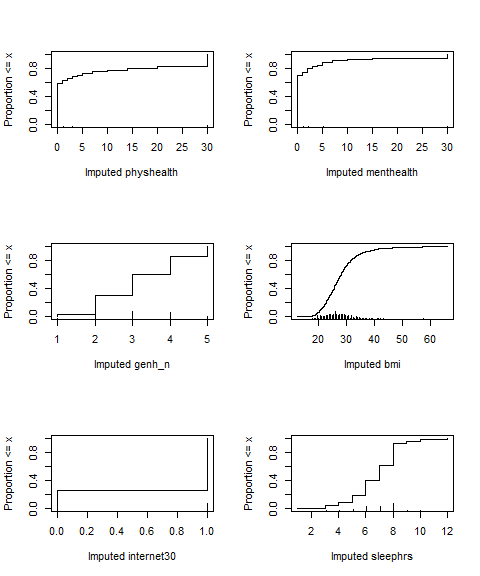 Proportion <= x
0.0 0.4 0.8
0 5 10 15 20 25 30
Imputed physhealth
Proportion <= x
0.0 0.4 0.8
0 5 10 15 20 25 30
Imputed menthealth
Proportion <= x
0.0 0.4 0.8
1 2 3 4 5
Imputed genh_n
Proportion <= x
0.0 0.4 0.8
20 30 40 50 60
Imputed bmi
Proportion <= x
0.0 0.4 0.8
0.0 0.2 0.4 0.6 0.8 1.0
Imputed internet30
Proportion <= x
0.0 0.4 0.8
2 4 6 8 10 12
Imputed sleephrs